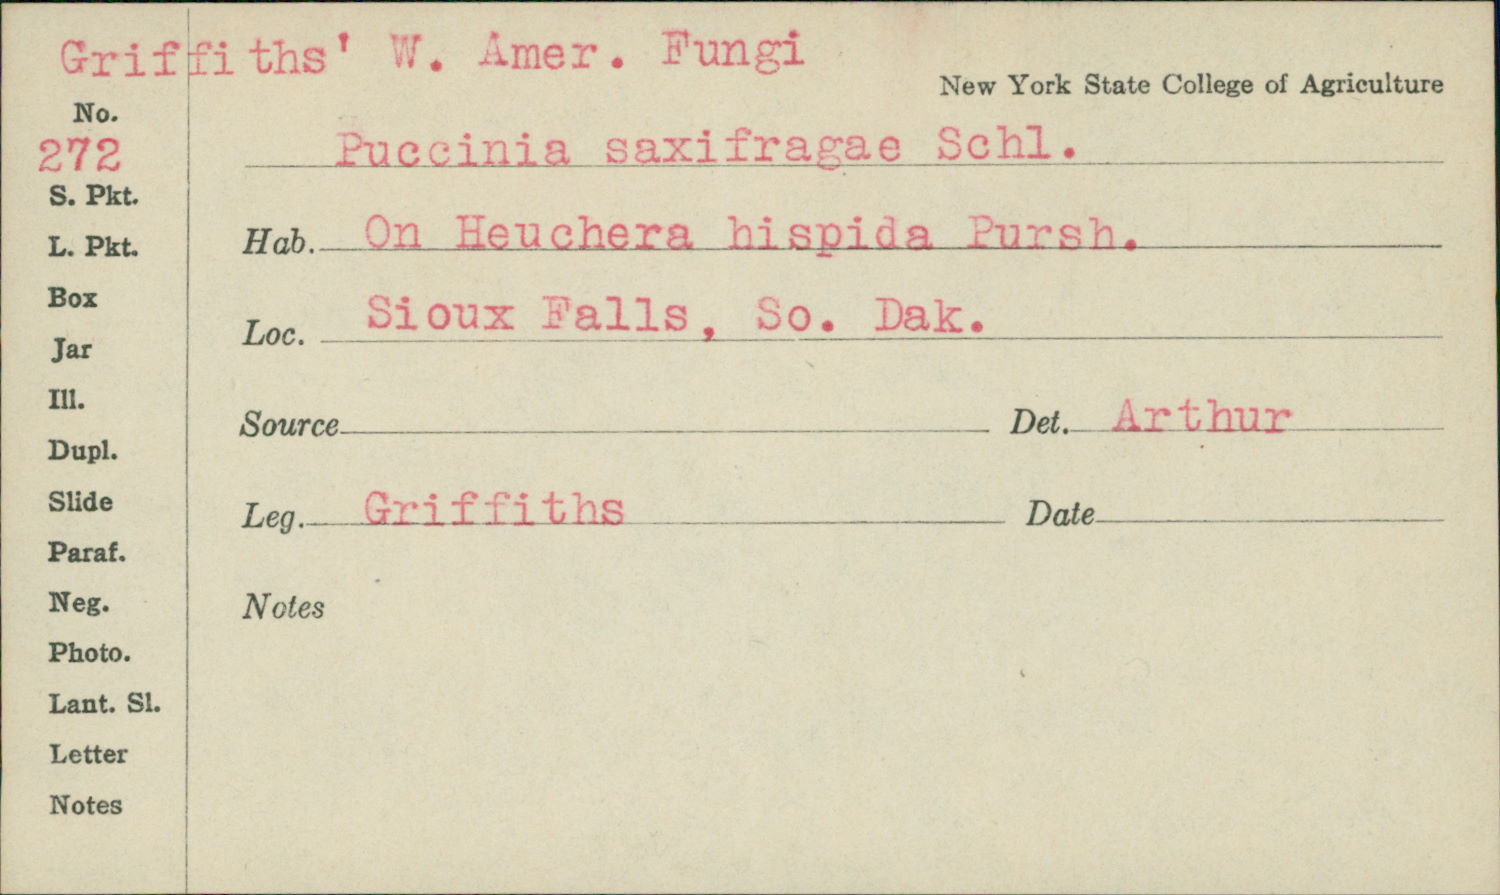 Griffiths' W. Amer. Fungi
New York State College of Agriculture
No.
272
Puccinia saxifragae Schl.
S. Pkt.
L. Pkt.
Box
Jar
Ill.
Dupl.
Slide
Paraf.
Neg.
Photo.
Lant. Sl.
Letter
Notes
Hab. On Heuchera hispida Pursh.
Loc. Sioux Falls, So. Dak.
Source Det. Arthur
Leg. Griffiths Date
Notes